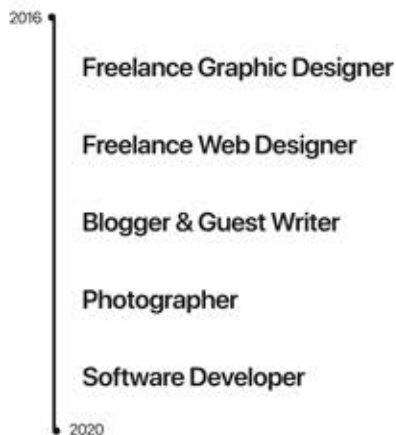 2016
Freelance Graphic Designer
Freelance Web Designer
Blogger & Guest Writer
Photographer
Software Developer
2020